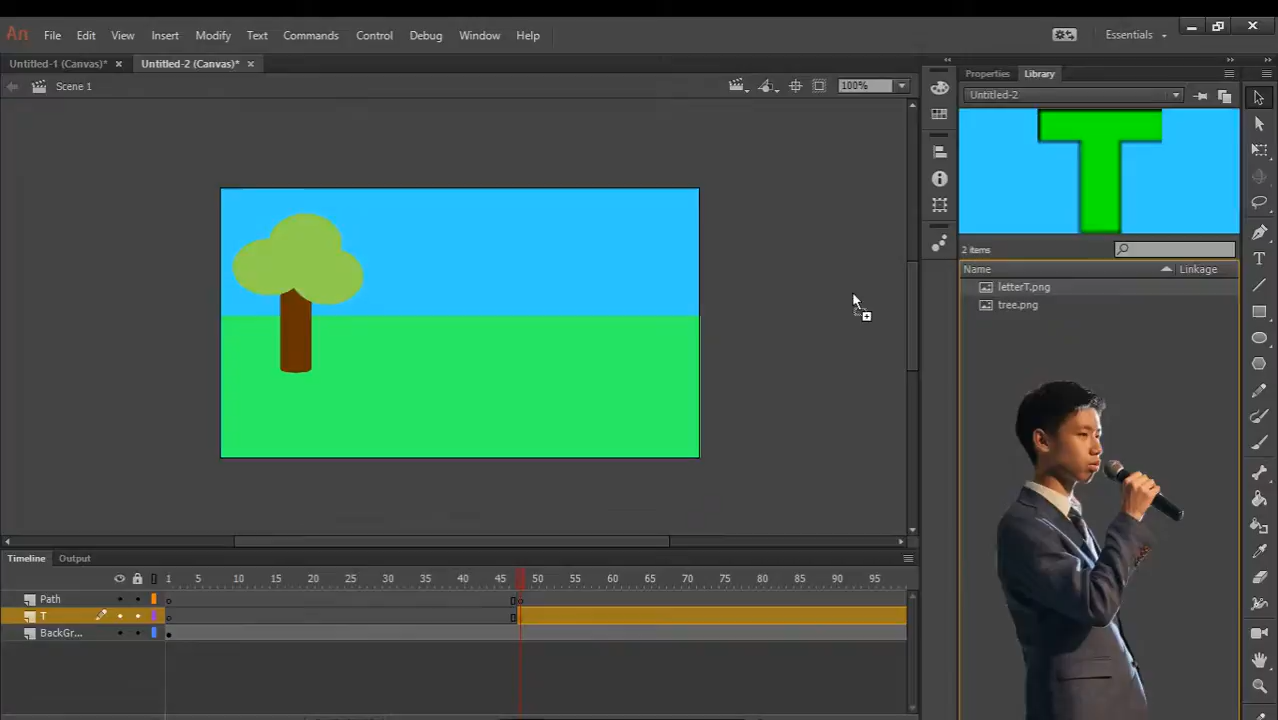 An File Edit View Insert Modify Text Commands Control Debug Window Help Essentials
Untitled-1 (Canvas)* × Untitled-2 (Canvas)* × Properties Library
Scene 1 100% Untitled-2
T
2 items
Name Linkage
letterT.png
tree.png
Timeline Output
1 5 10 15 20 25 30 35 40 45 50 55 60 65 70 75 80 85 90 95
Path
T
BackGr...